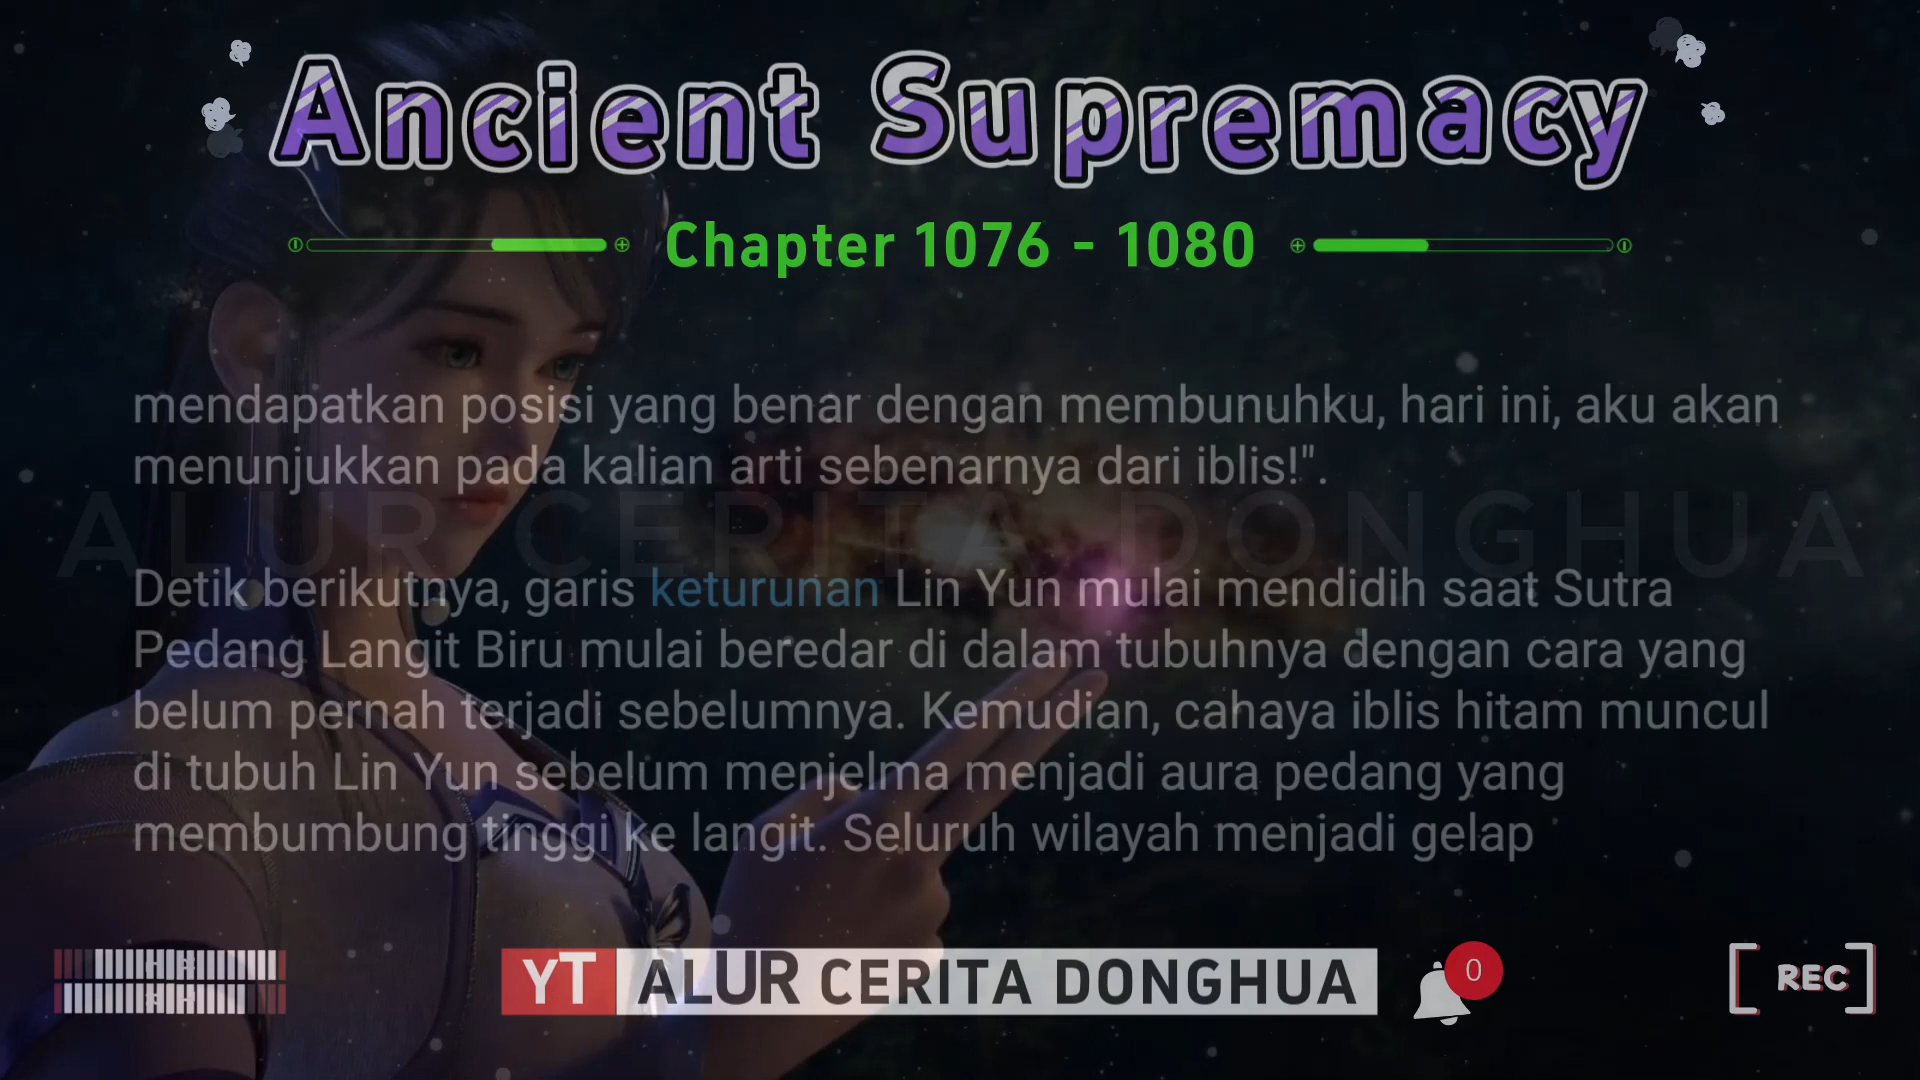 Ancient Supremacy
Chapter 1076 - 1080
mendapatkan posisi yang benar dengan membunuhku, hari ini, aku akan
menunjukkan pada kalian arti sebenarnya dari iblis!".
ALUR CERITA DONGHUA
Detik berikutnya, garis keturunan Lin Yun mulai mendidih saat Sutra
Pedang Langit Biru mulai beredar di dalam tubuhnya dengan cara yang
belum pernah terjadi sebelumnya. Kemudian, cahaya iblis hitam muncul
di tubuh Lin Yun sebelum menjelma menjadi aura pedang yang
membumbung tinggi ke langit. Seluruh wilayah menjadi gelap
YT ALUR CERITA DONGHUA
0
REC